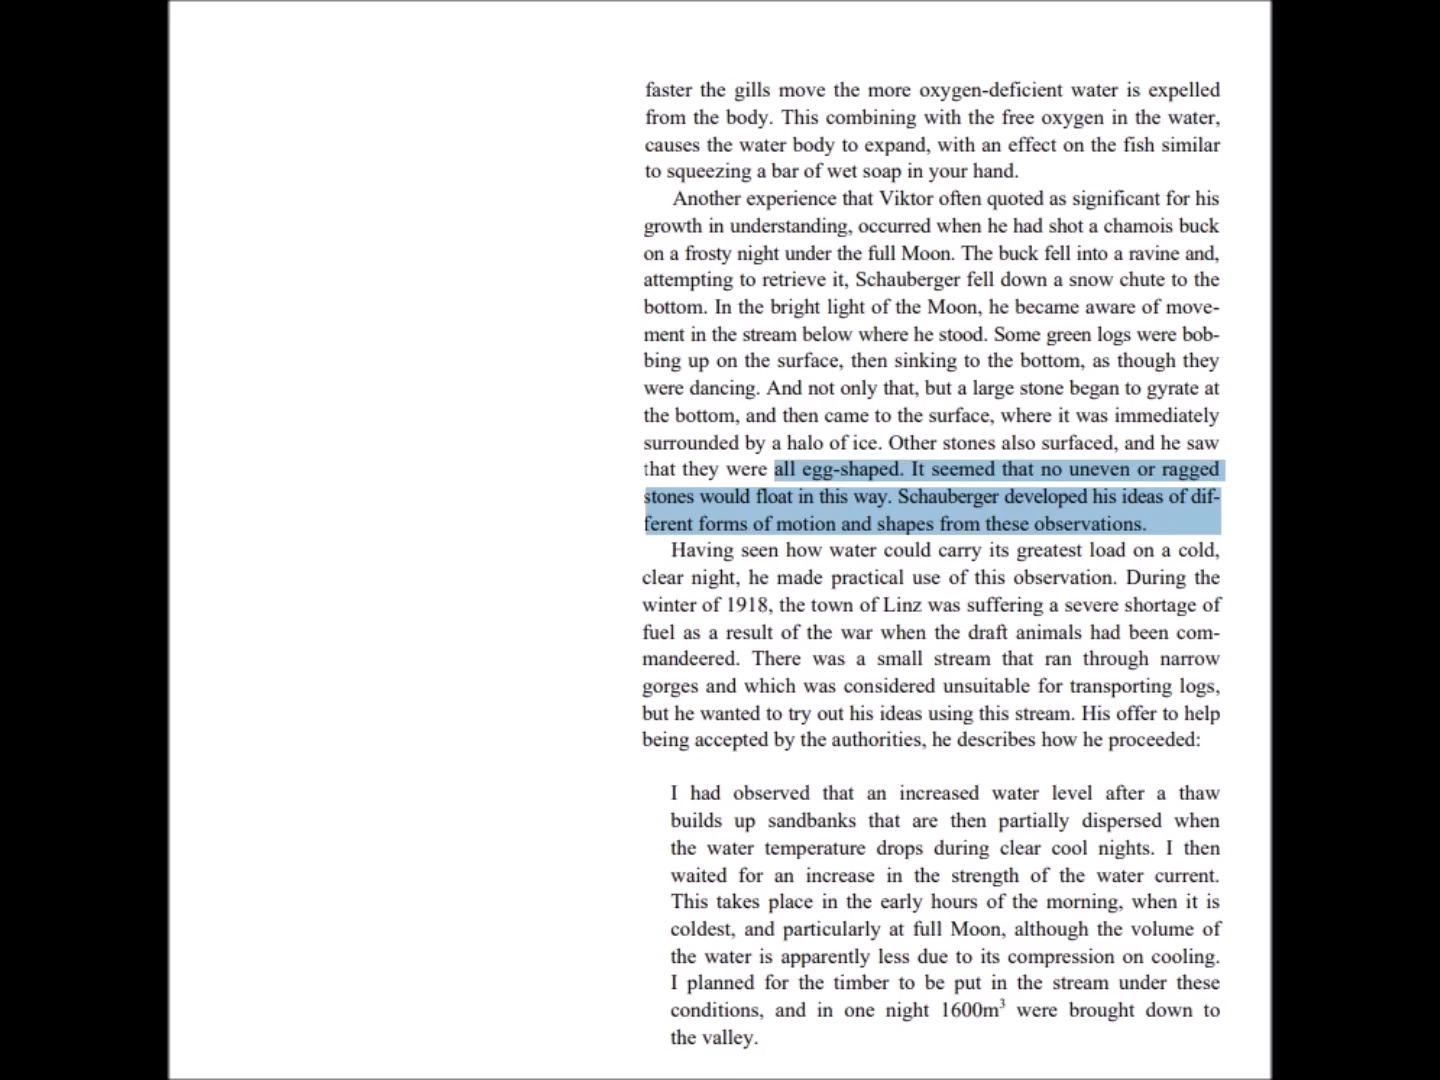 faster the gills move the more oxygen-deficient water is expelled
from the body. This combining with the free oxygen in the water,
causes the water body to expand, with an effect on the fish similar
to squeezing a bar of wet soap in your hand.
Another experience that Viktor often quoted as significant for his
growth in understanding, occurred when he had shot a chamois buck
on a frosty night under the full Moon. The buck fell into a ravine and,
attempting to retrieve it, Schauberger fell down a snow chute to the
bottom. In the bright light of the Moon, he became aware of move-
ment in the stream below where he stood. Some green logs were bob-
bing up on the surface, then sinking to the bottom, as though they
were dancing. And not only that, but a large stone began to gyrate at
the bottom, and then came to the surface, where it was immediately
surrounded by a halo of ice. Other stones also surfaced, and he saw
that they were all egg-shaped. It seemed that no uneven or ragged
stones would float in this way. Schauberger developed his ideas of dif-
ferent forms of motion and shapes from these observations.
Having seen how water could carry its greatest load on a cold,
clear night, he made practical use of this observation. During the
winter of 1918, the town of Linz was suffering a severe shortage of
fuel as a result of the war when the draft animals had been com-
mandeered. There was a small stream that ran through narrow
gorges and which was considered unsuitable for transporting logs,
but he wanted to try out his ideas using this stream. His offer to help
being accepted by the authorities, he describes how he proceeded:
I had observed that an increased water level after a thaw
builds up sandbanks that are then partially dispersed when
the water temperature drops during clear cool nights. I then
waited for an increase in the strength of the water current.
This takes place in the early hours of the morning, when it is
coldest, and particularly at full Moon, although the volume of
the water is apparently less due to its compression on cooling.
I planned for the timber to be put in the stream under these
conditions, and in one night 1600m³ were brought down to
the valley.